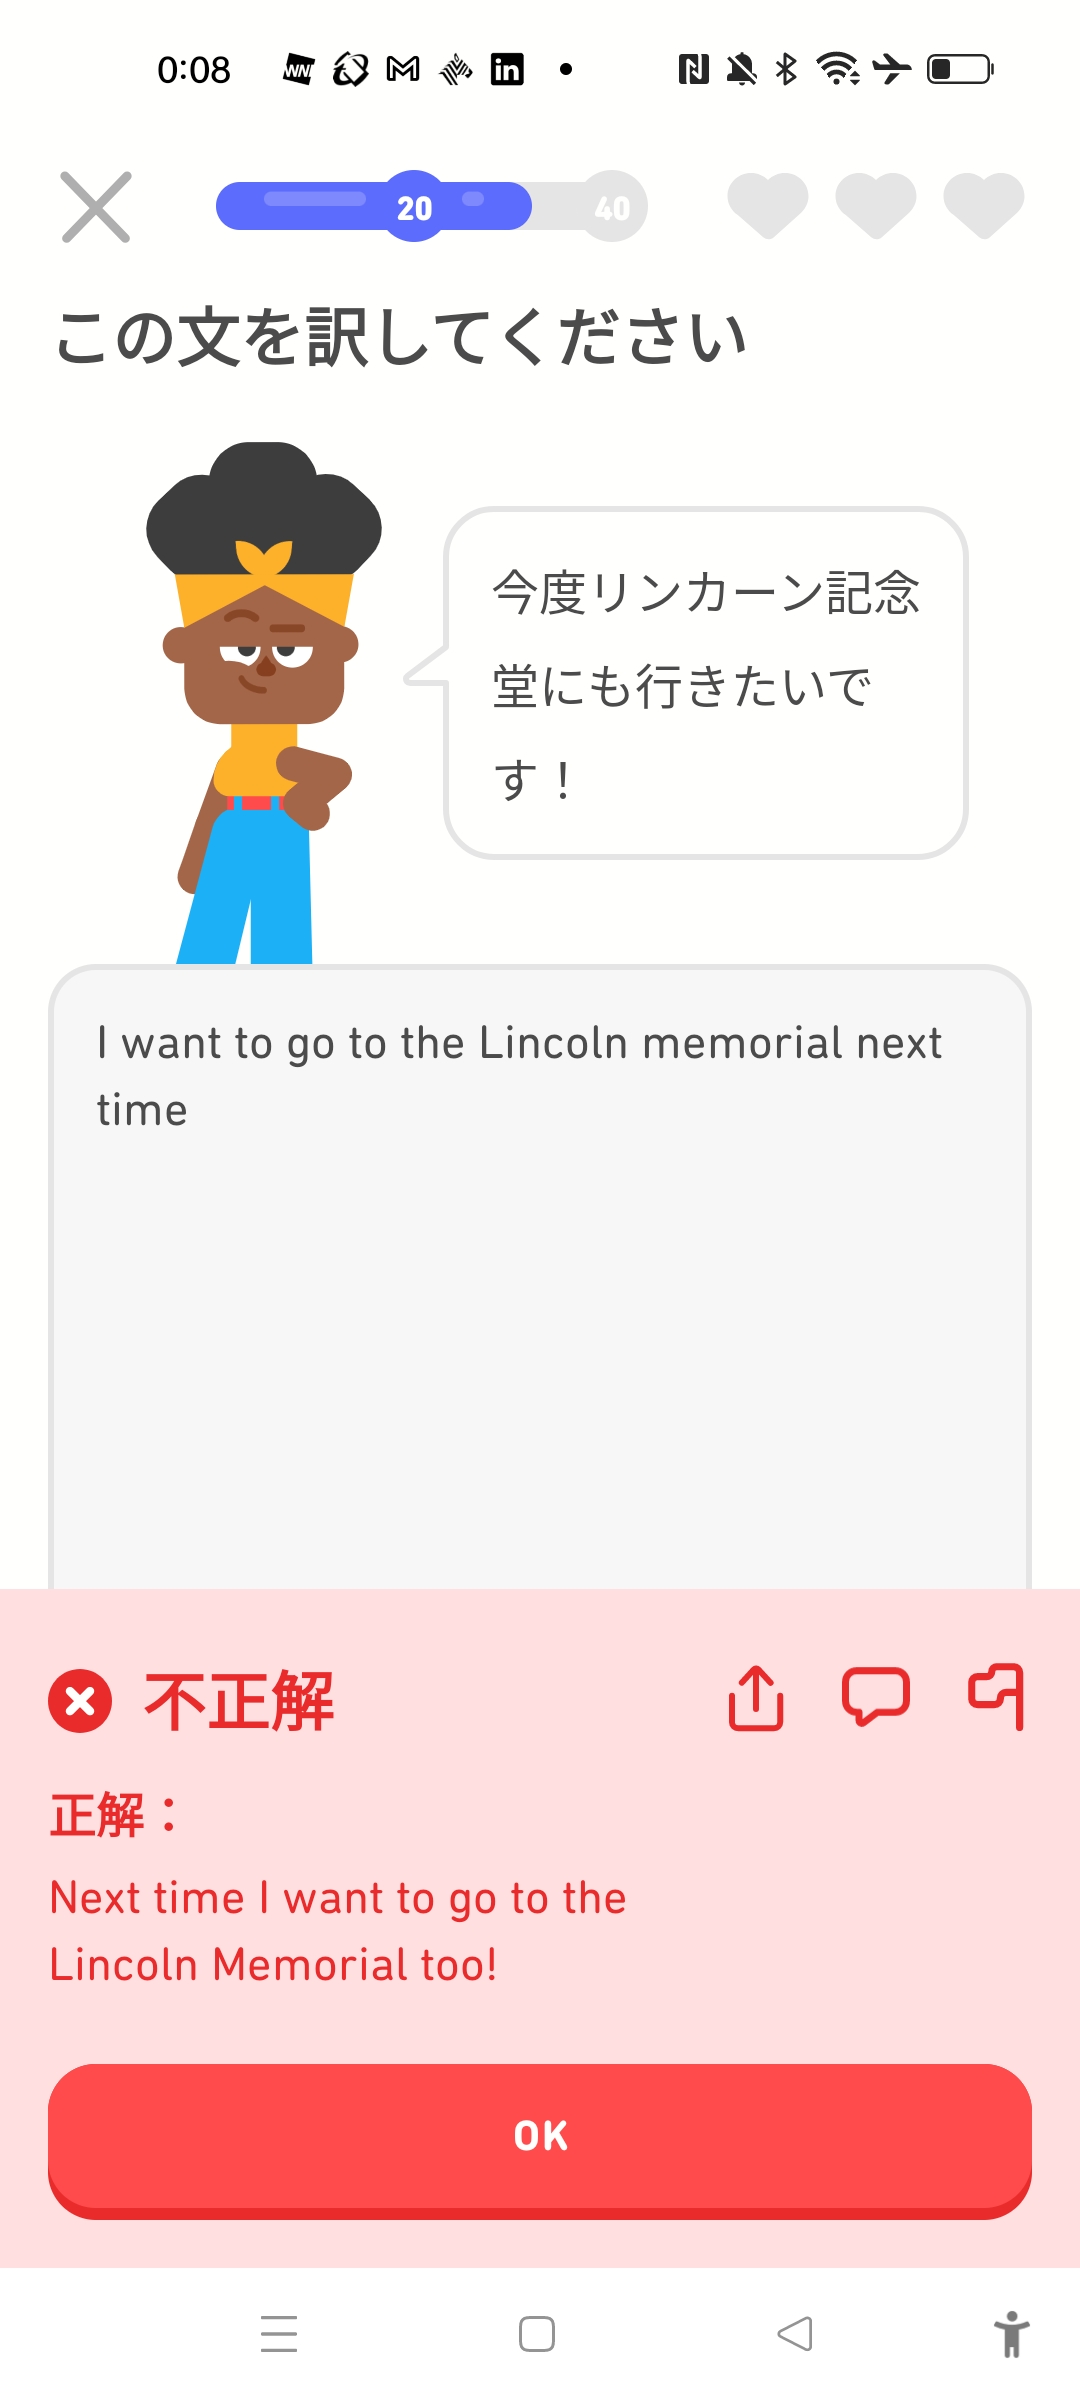 0:08
WNI
M
in
20
40
この文を訳してください
今度リンカーン記念
堂にも行きたいで
す！
I want to go to the Lincoln memorial next
time
不正解
正解：
Next time I want to go to the
Lincoln Memorial too!
OK